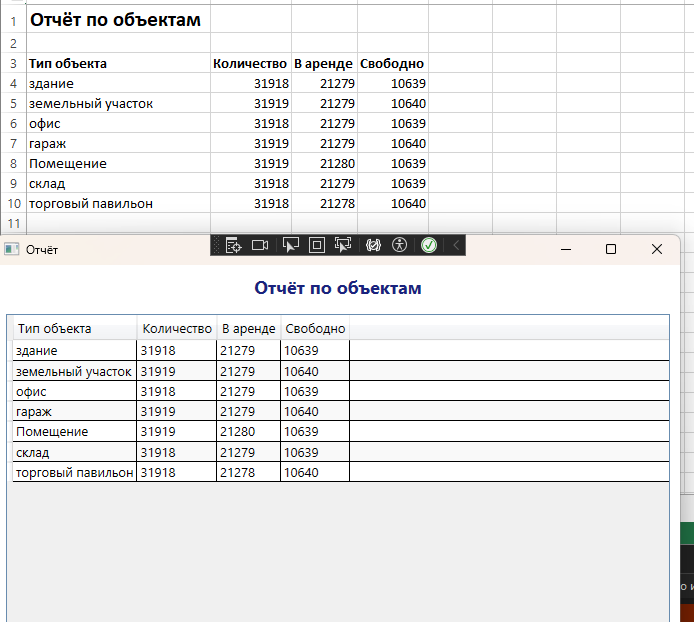 1 Отчёт по объектам
2
3 Тип объекта Количество В аренде Свободно
4 здание 31918 21279 10639
5 земельный участок 31919 21279 10640
6 офис 31918 21279 10639
7 гараж 31919 21279 10640
8 Помещение 31919 21280 10639
9 склад 31918 21279 10639
10 торговый павильон 31918 21278 10640
11
Отчёт
Отчёт по объектам
Тип объекта Количество В аренде Свободно
здание 31918 21279 10639
земельный участок 31919 21279 10640
офис 31918 21279 10639
гараж 31919 21279 10640
Помещение 31919 21280 10639
склад 31918 21279 10639
торговый павильон 31918 21278 10640